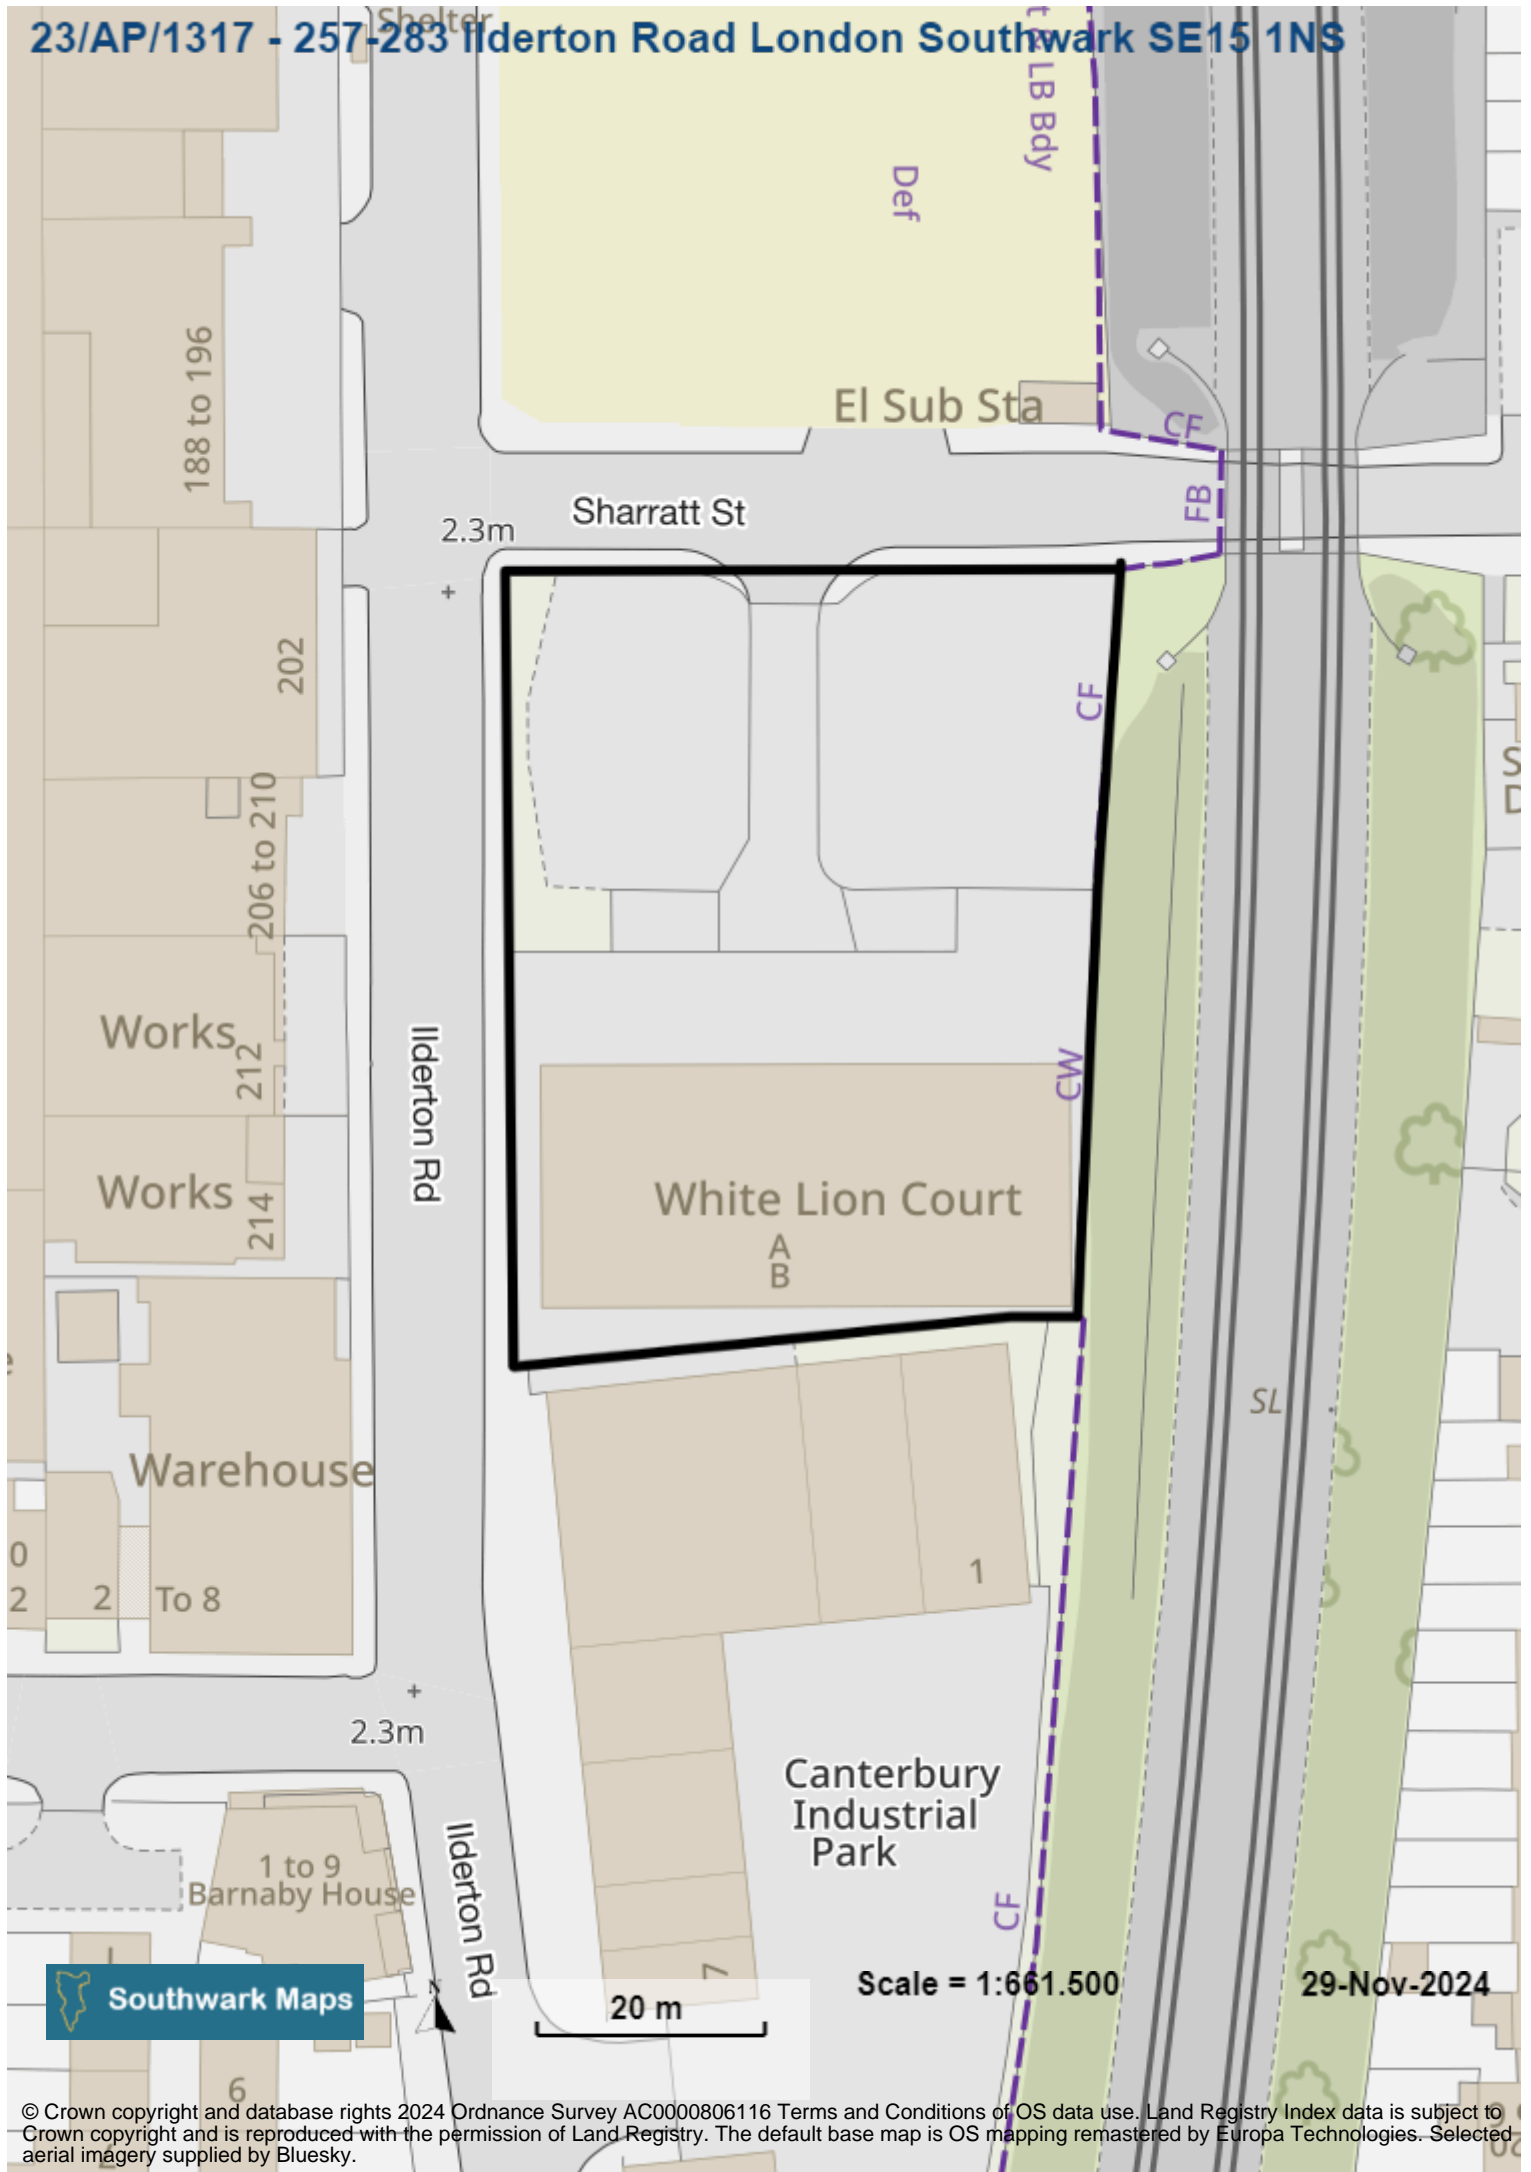 Shelter
23/AP/1317 - 257-283 Ilderton Road London Southwark SE15 1NS
t & LB Bdy
Def
188 to 196
El Sub Sta
CF
FB
Sharratt St
2.3m
202
CF
206 to 210
Works
212
Ilderton Rd
CW
Works
214
White Lion Court
A
B
SL
Warehouse
0
2
2
To 8
1
2.3m
Canterbury
Industrial
Park
Ilderton Rd
1 to 9
Barnaby House
CF
7
Southwark Maps
N
20 m
Scale = 1:661.500
29-Nov-2024
6
© Crown copyright and database rights 2024 Ordnance Survey AC0000806116 Terms and Conditions of OS data use. Land Registry Index data is subject to
Crown copyright and is reproduced with the permission of Land Registry. The default base map is OS mapping remastered by Europa Technologies. Selected
aerial imagery supplied by Bluesky.